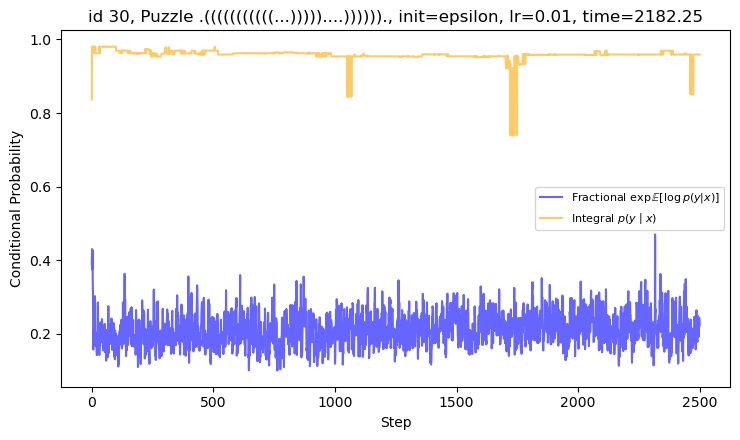 id 30, Puzzle .(((((((((((...)))))....))))))., init=epsilon, lr=0.01, time=2182.25
Conditional Probability
1.0
0.8
0.6
0.4
0.2
Fractional exp𝔼[log p(y|x)]
Integral p(y | x)
0
500
1000
1500
2000
2500
Step